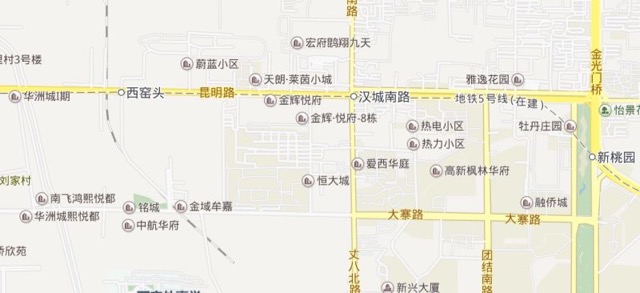 南路
宏府鹍翔九天
里村3号楼
蔚蓝小区
天朗·莱茵小城
雅逸花园
金光门桥
华洲城I期
西窑头
昆明路
金辉悦府
汉城南路
地铁5号线(在建)
怡景花
金辉·悦府-8栋
热电小区
牡丹庄园
热力小区
新桃园
爱西华庭
高新枫林华府
刘家村
恒大城
南飞鸿熙悦都
铭城
金域牟嘉
融侨城
华洲城熙悦都
中航华府
大寨路
大寨路
桥欣苑
丈八北路
团结南路
新兴大厦